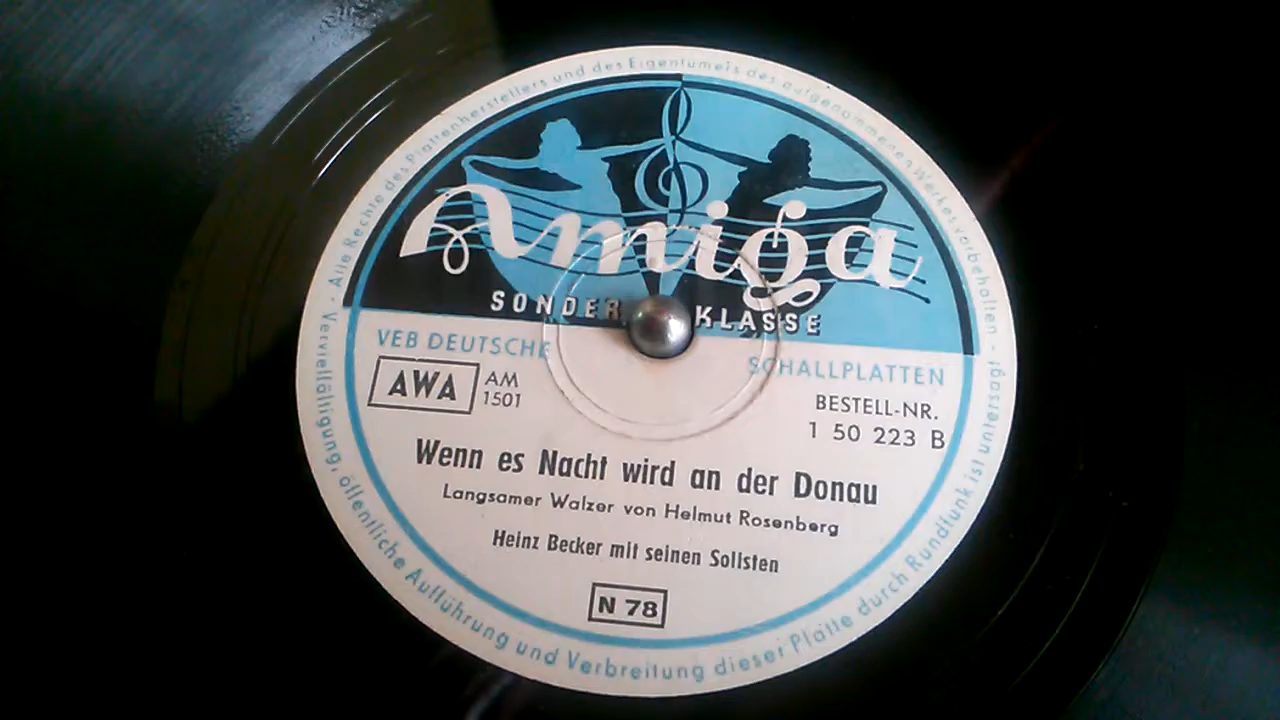 Alle Rechte des Plattenherstellers und des Eigentümers des aufgenommenen Werkes vorbehalten -
Amiga
SONDER KLASSE
VEB DEUTSCHE SCHALLPLATTEN
AWA
AM
1501
BESTELL-NR.
1 50 223 B
Wenn es Nacht wird an der Donau
Langsamer Walzer von Helmut Rosenberg
Heinz Becker mit seinen Solisten
N 78
Vervielfältigung, öffentliche Aufführung und Verbreitung dieser Platte durch Rundfunk ist untersagt -